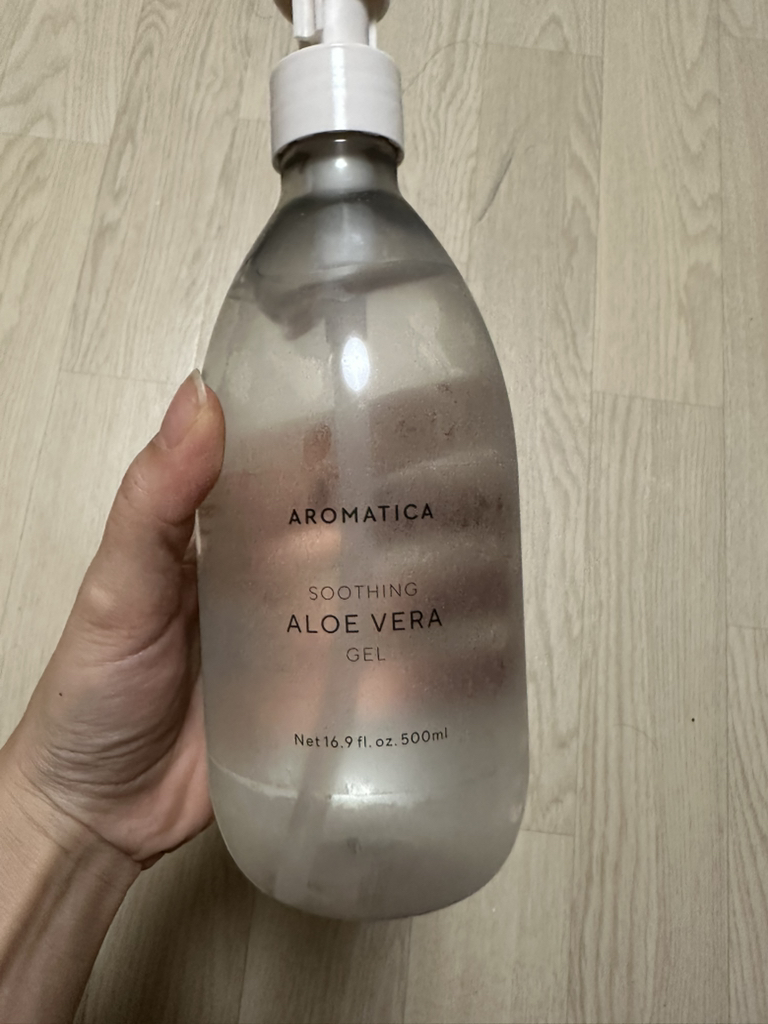 AROMATICA
SOOTHING
ALOE VERA
GEL
Net 16.9 fl. oz. 500ml